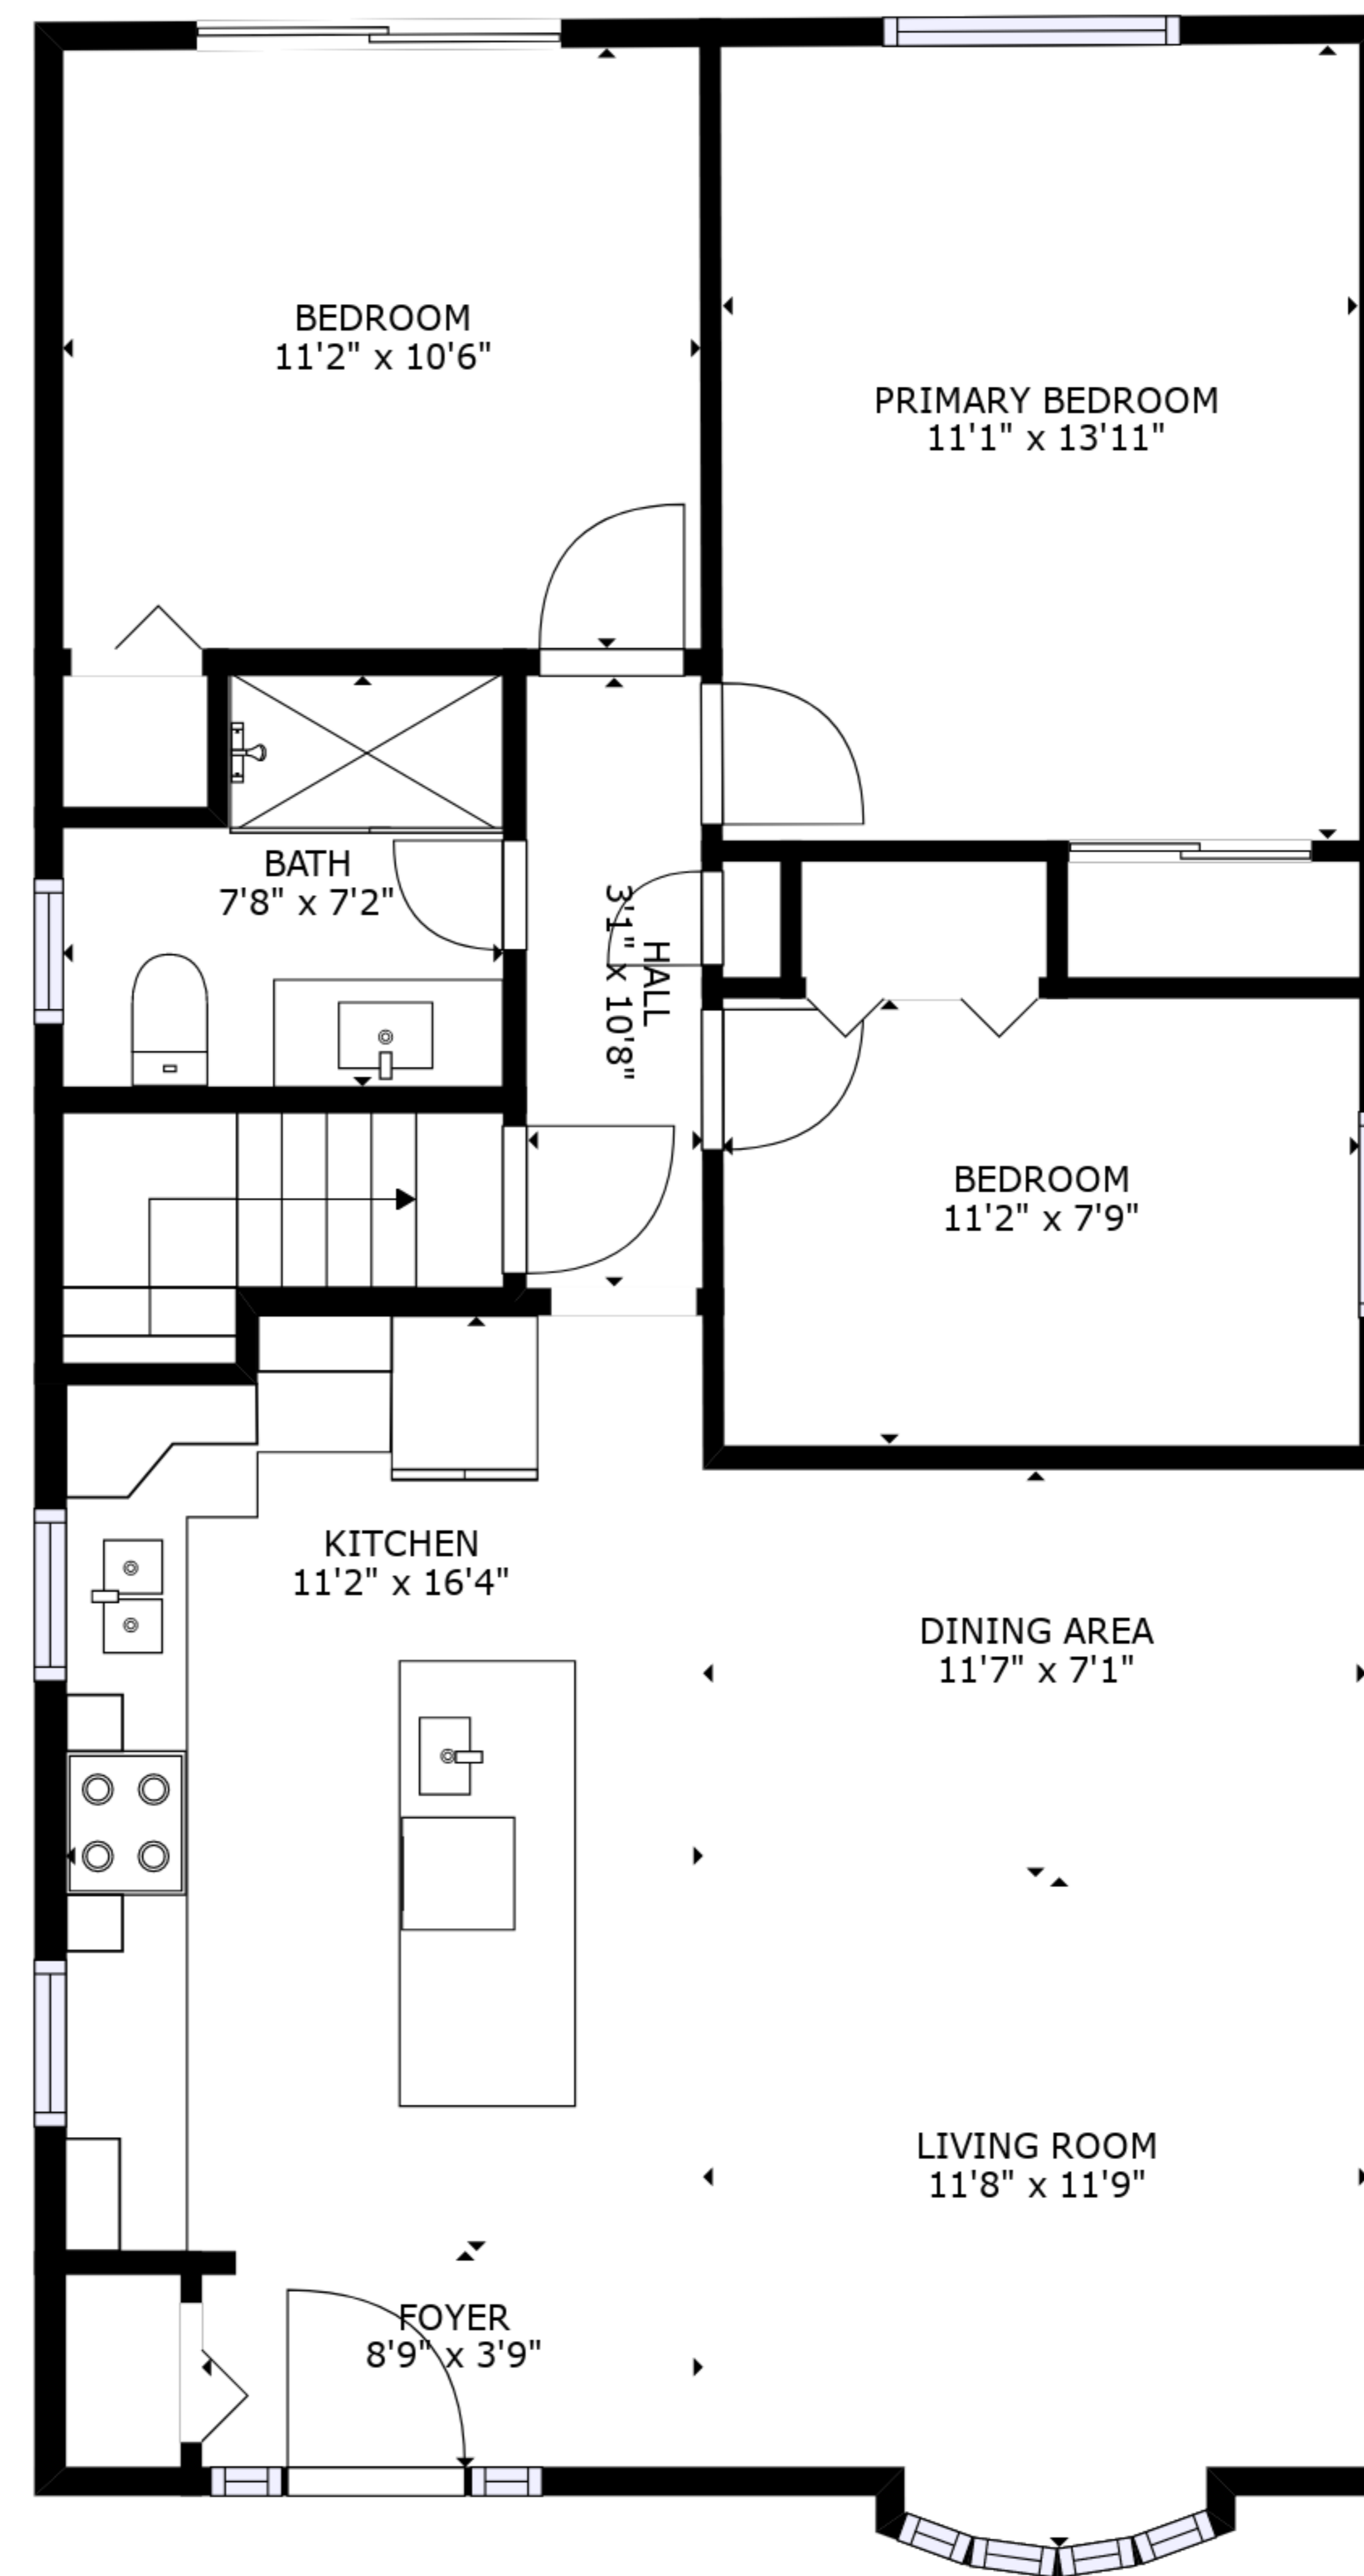 BEDROOM
11'2" x 10'6"
PRIMARY BEDROOM
11'1" x 13'11"
BATH
7'8" x 7'2"
HALL
3'1" x 10'8"
BEDROOM
11'2" x 7'9"
KITCHEN
11'2" x 16'4"
DINING AREA
11'7" x 7'1"
LIVING ROOM
11'8" x 11'9"
FOYER
8'9" x 3'9"